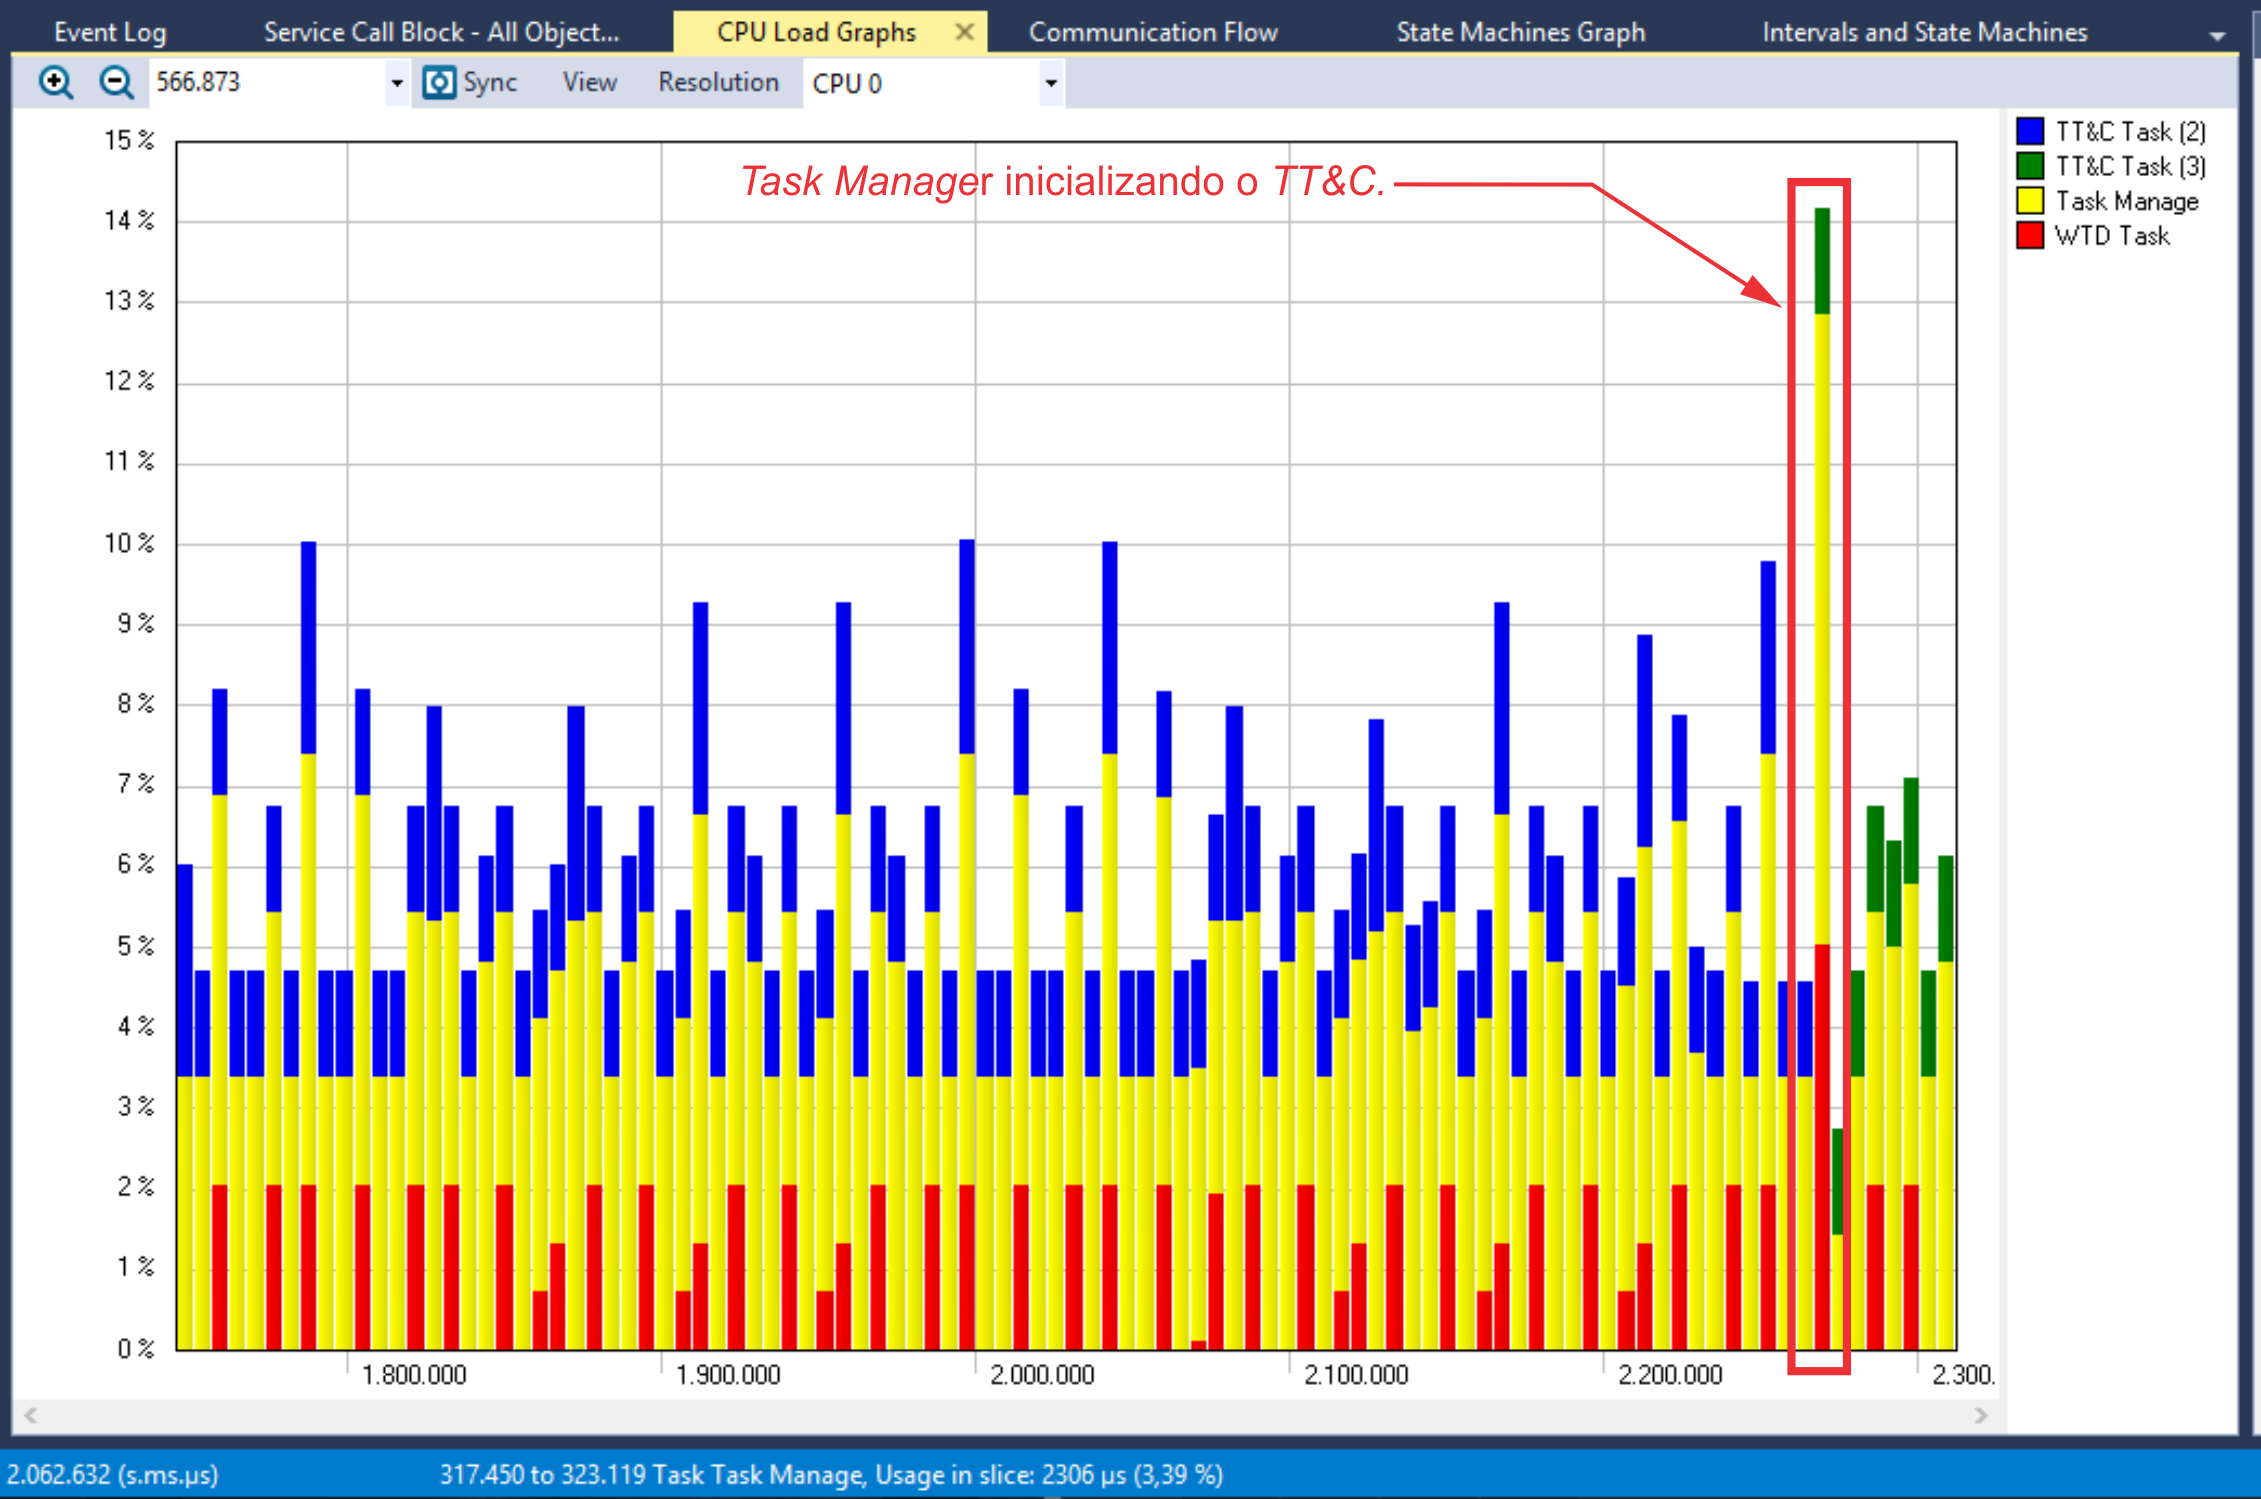 Event Log Service Call Block - All Object... CPU Load Graphs Communication Flow State Machines Graph Intervals and State Machines
566.873 Sync View Resolution CPU 0
TT&C Task (2)
TT&C Task (3)
Task Manage
WTD Task
Task Manager inicializando o TT&C.
15 %
14 %
13 %
12 %
11 %
10 %
9 %
8 %
7 %
6 %
5 %
4 %
3 %
2 %
1 %
0 %
1.800.000 1.900.000 2.000.000 2.100.000 2.200.000 2.300.
2.062.632 (s.ms.µs) 317.450 to 323.119 Task Task Manage, Usage in slice: 2306 µs (3,39 %)